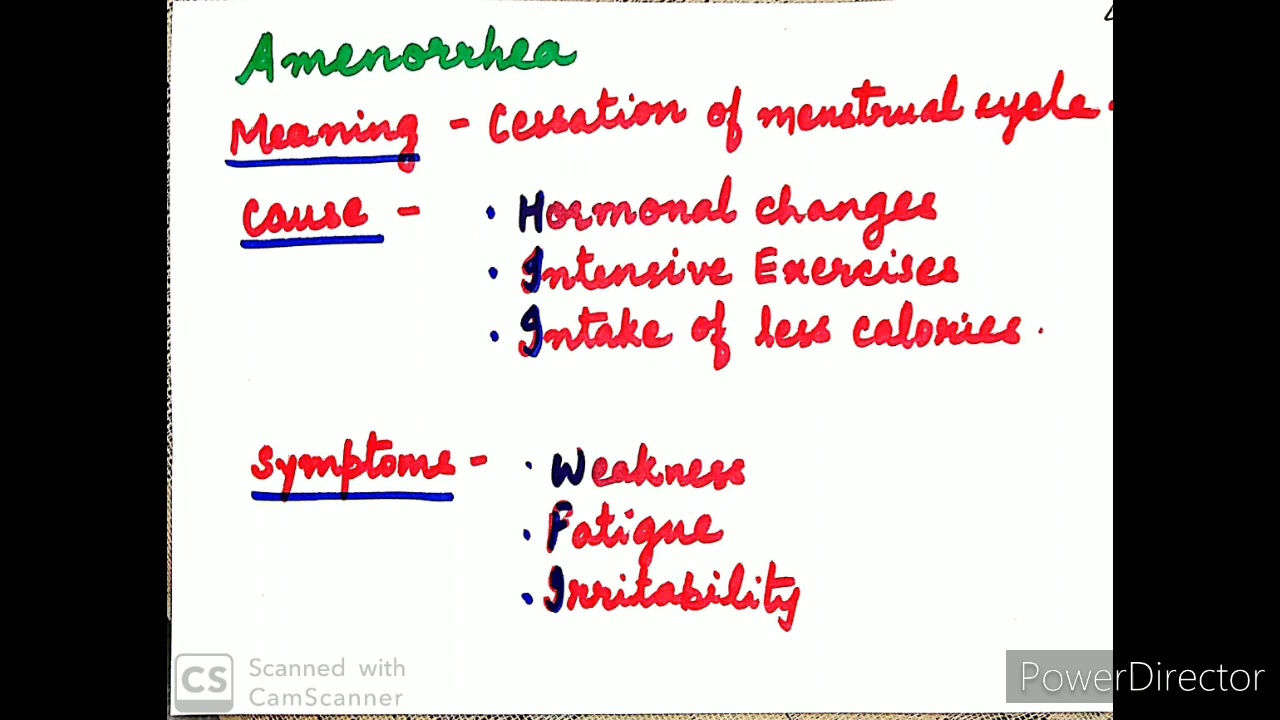 Amenorrhea
Meaning - Cessation of menstrual cycle.
Cause - • Hormonal changes
• Intensive Exercises
• Intake of less calories.
Symptoms - • Weakness
• Fatigue
• Irritability
CS Scanned with
CamScanner
PowerDirector